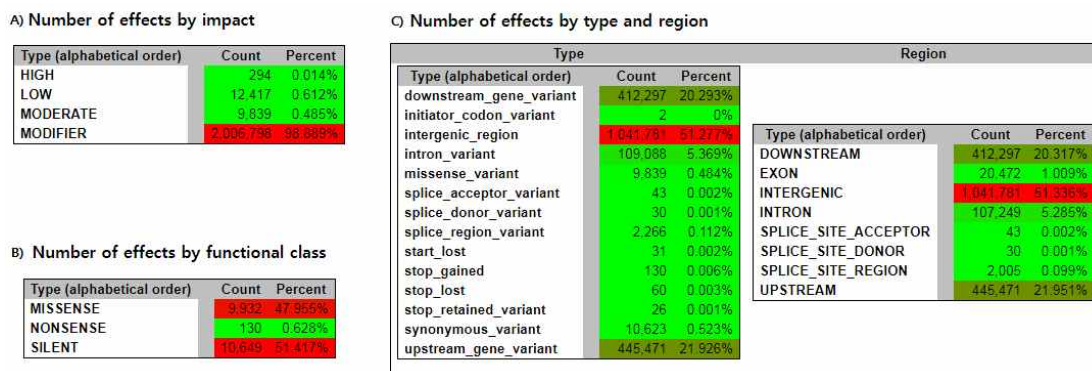 A) Number of effects by impact
Type (alphabetical order) Count Percent
HIGH 294 0.014%
LOW 12,417 0.612%
MODERATE 9,839 0.485%
MODIFIER 2,006,798 98.889%
B) Number of effects by functional class
Type (alphabetical order) Count Percent
MISSENSE 9,932 47.955%
NONSENSE 130 0.628%
SILENT 10,649 51.417%
C) Number of effects by type and region
Type Region
Type (alphabetical order) Count Percent
downstream_gene_variant 412,297 20.293%
initiator_codon_variant 2 0%
intergenic_region 1,041,781 51.277%
intron_variant 109,088 5.369%
missense_variant 9,839 0.484%
splice_acceptor_variant 43 0.002%
splice_donor_variant 30 0.001%
splice_region_variant 2,266 0.112%
start_lost 31 0.002%
stop_gained 130 0.006%
stop_lost 60 0.003%
stop_retained_variant 26 0.001%
synonymous_variant 10,623 0.523%
upstream_gene_variant 445,471 21.926%
Type (alphabetical order) Count Percent
DOWNSTREAM 412,297 20.317%
EXON 20,472 1.009%
INTERGENIC 1,041,781 51.336%
INTRON 107,249 5.285%
SPLICE_SITE_ACCEPTOR 43 0.002%
SPLICE_SITE_DONOR 30 0.001%
SPLICE_SITE_REGION 2,005 0.099%
UPSTREAM 445,471 21.951%